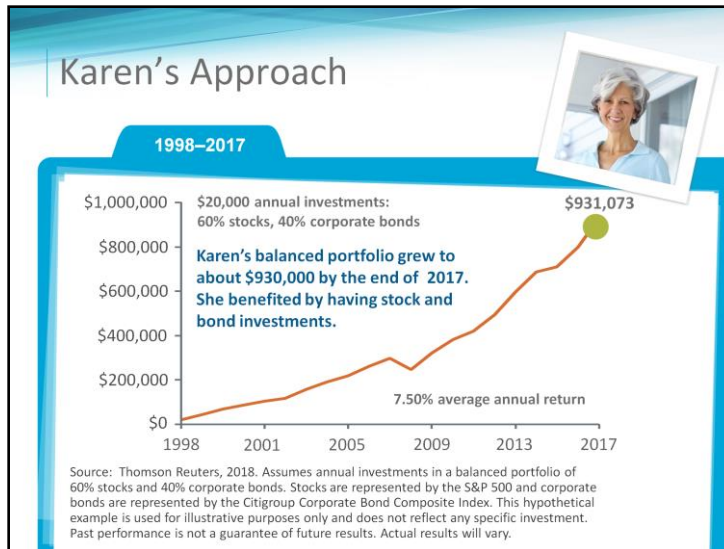 Karen's Approach
1998–2017
$1,000,000
$20,000 annual investments:
60% stocks, 40% corporate bonds
$931,073
$800,000
Karen's balanced portfolio grew to
about $930,000 by the end of  2017.
She benefited by having stock and
bond investments.
$600,000
$400,000
$200,000
7.50% average annual return
$0
1998
2001
2005
2009
2013
2017
Source:  Thomson Reuters, 2018. Assumes annual investments in a balanced portfolio of
60% stocks and 40% corporate bonds. Stocks are represented by the S&P 500 and corporate
bonds are represented by the Citigroup Corporate Bond Composite Index. This hypothetical
example is used for illustrative purposes only and does not reflect any specific investment.
Past performance is not a guarantee of future results. Actual results will vary.